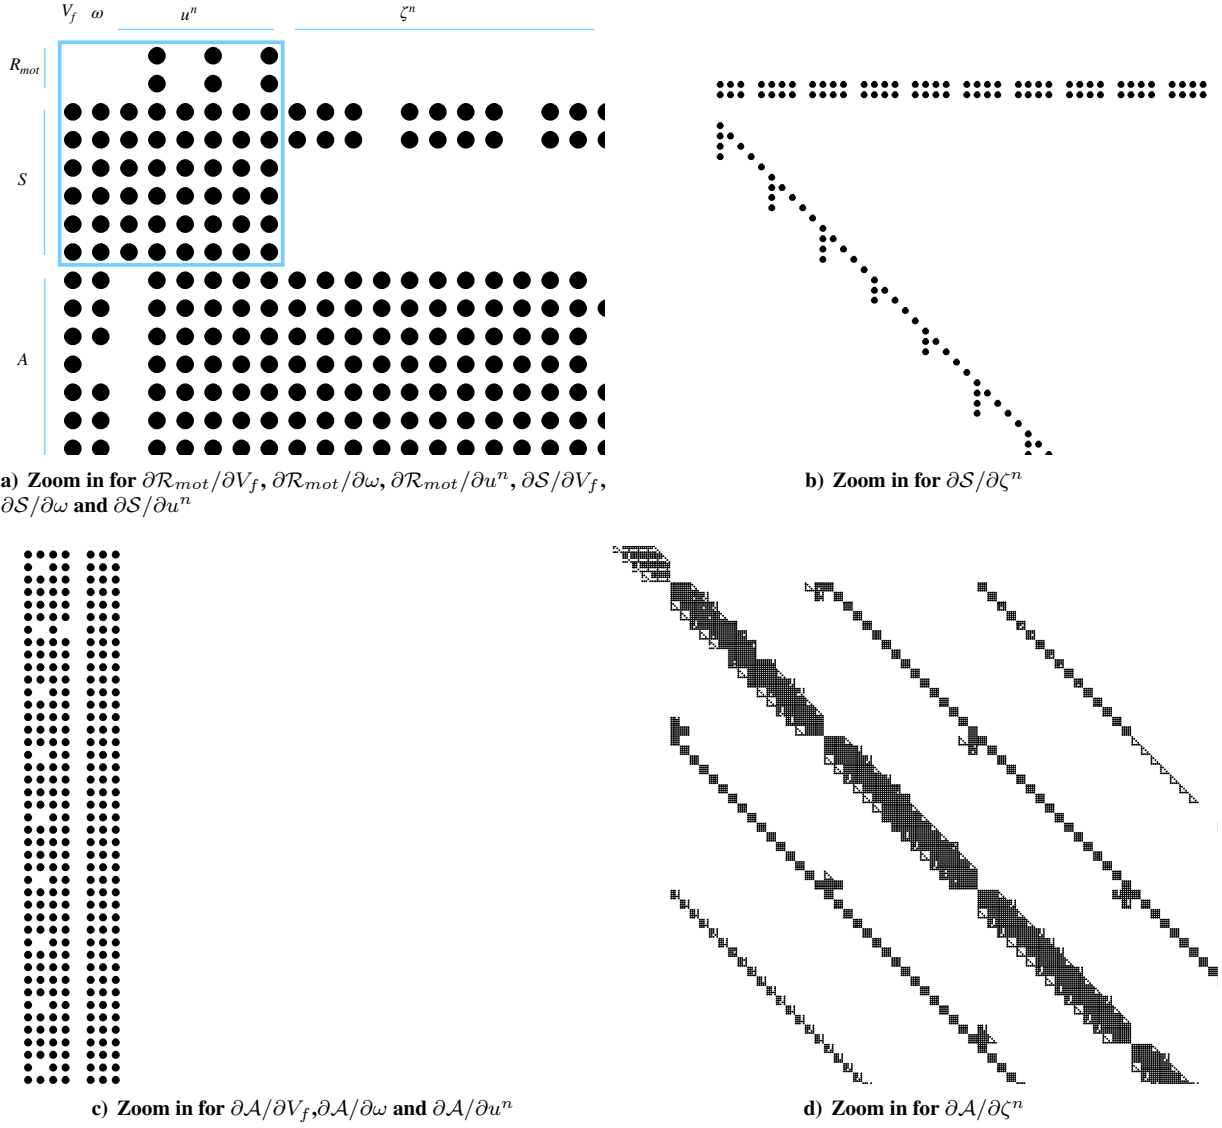 V_f ω u^n ζ^n
R_mot
S
A
a) Zoom in for ∂ℛ_mot/∂V_f, ∂ℛ_mot/∂ω, ∂ℛ_mot/∂u^n, ∂𝒮/∂V_f,
∂𝒮/∂ω and ∂𝒮/∂u^n
b) Zoom in for ∂𝒮/∂ζ^n
c) Zoom in for ∂𝒜/∂V_f,∂𝒜/∂ω and ∂𝒜/∂u^n
d) Zoom in for ∂𝒜/∂ζ^n